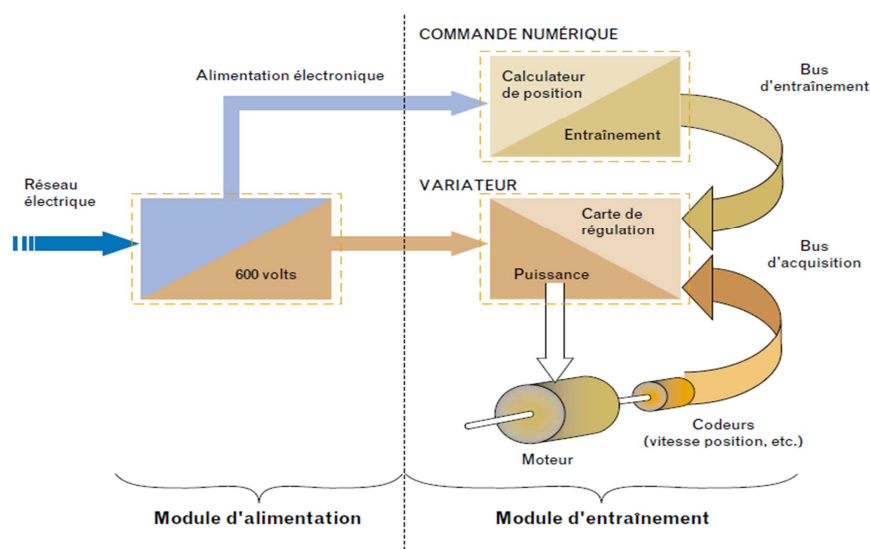 COMMANDE NUMÉRIQUE
Bus
d'entraînement
Alimentation électronique
Calculateur
de position
Entraînement
Réseau
électrique
VARIATEUR
Carte de
régulation
Bus
d'acquisition
600 volts
Puissance
Codeurs
(vitesse position, etc.)
Moteur
Module d'alimentation
Module d'entraînement